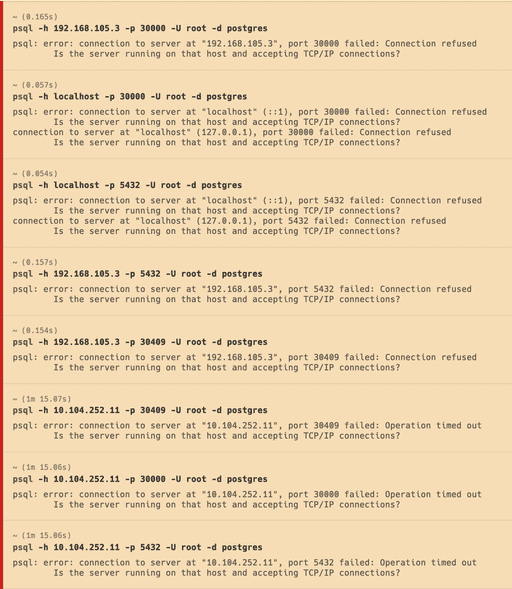 ~ (0.165s)
psql -h 192.168.105.3 -p 30000 -U root -d postgres
psql: error: connection to server at "192.168.105.3", port 30000 failed: Connection refused
Is the server running on that host and accepting TCP/IP connections?
~ (0.057s)
psql -h localhost -p 30000 -U root -d postgres
psql: error: connection to server at "localhost" (::1), port 30000 failed: Connection refused
Is the server running on that host and accepting TCP/IP connections?
connection to server at "localhost" (127.0.0.1), port 30000 failed: Connection refused
Is the server running on that host and accepting TCP/IP connections?
~ (0.054s)
psql -h localhost -p 5432 -U root -d postgres
psql: error: connection to server at "localhost" (::1), port 5432 failed: Connection refused
Is the server running on that host and accepting TCP/IP connections?
connection to server at "localhost" (127.0.0.1), port 5432 failed: Connection refused
Is the server running on that host and accepting TCP/IP connections?
~ (0.157s)
psql -h 192.168.105.3 -p 5432 -U root -d postgres
psql: error: connection to server at "192.168.105.3", port 5432 failed: Connection refused
Is the server running on that host and accepting TCP/IP connections?
~ (0.154s)
psql -h 192.168.105.3 -p 30409 -U root -d postgres
psql: error: connection to server at "192.168.105.3", port 30409 failed: Connection refused
Is the server running on that host and accepting TCP/IP connections?
~ (1m 15.07s)
psql -h 10.104.252.11 -p 30409 -U root -d postgres
psql: error: connection to server at "10.104.252.11", port 30409 failed: Operation timed out
Is the server running on that host and accepting TCP/IP connections?
~ (1m 15.06s)
psql -h 10.104.252.11 -p 30000 -U root -d postgres
psql: error: connection to server at "10.104.252.11", port 30000 failed: Operation timed out
Is the server running on that host and accepting TCP/IP connections?
~ (1m 15.06s)
psql -h 10.104.252.11 -p 5432 -U root -d postgres
psql: error: connection to server at "10.104.252.11", port 5432 failed: Operation timed out
Is the server running on that host and accepting TCP/IP connections?